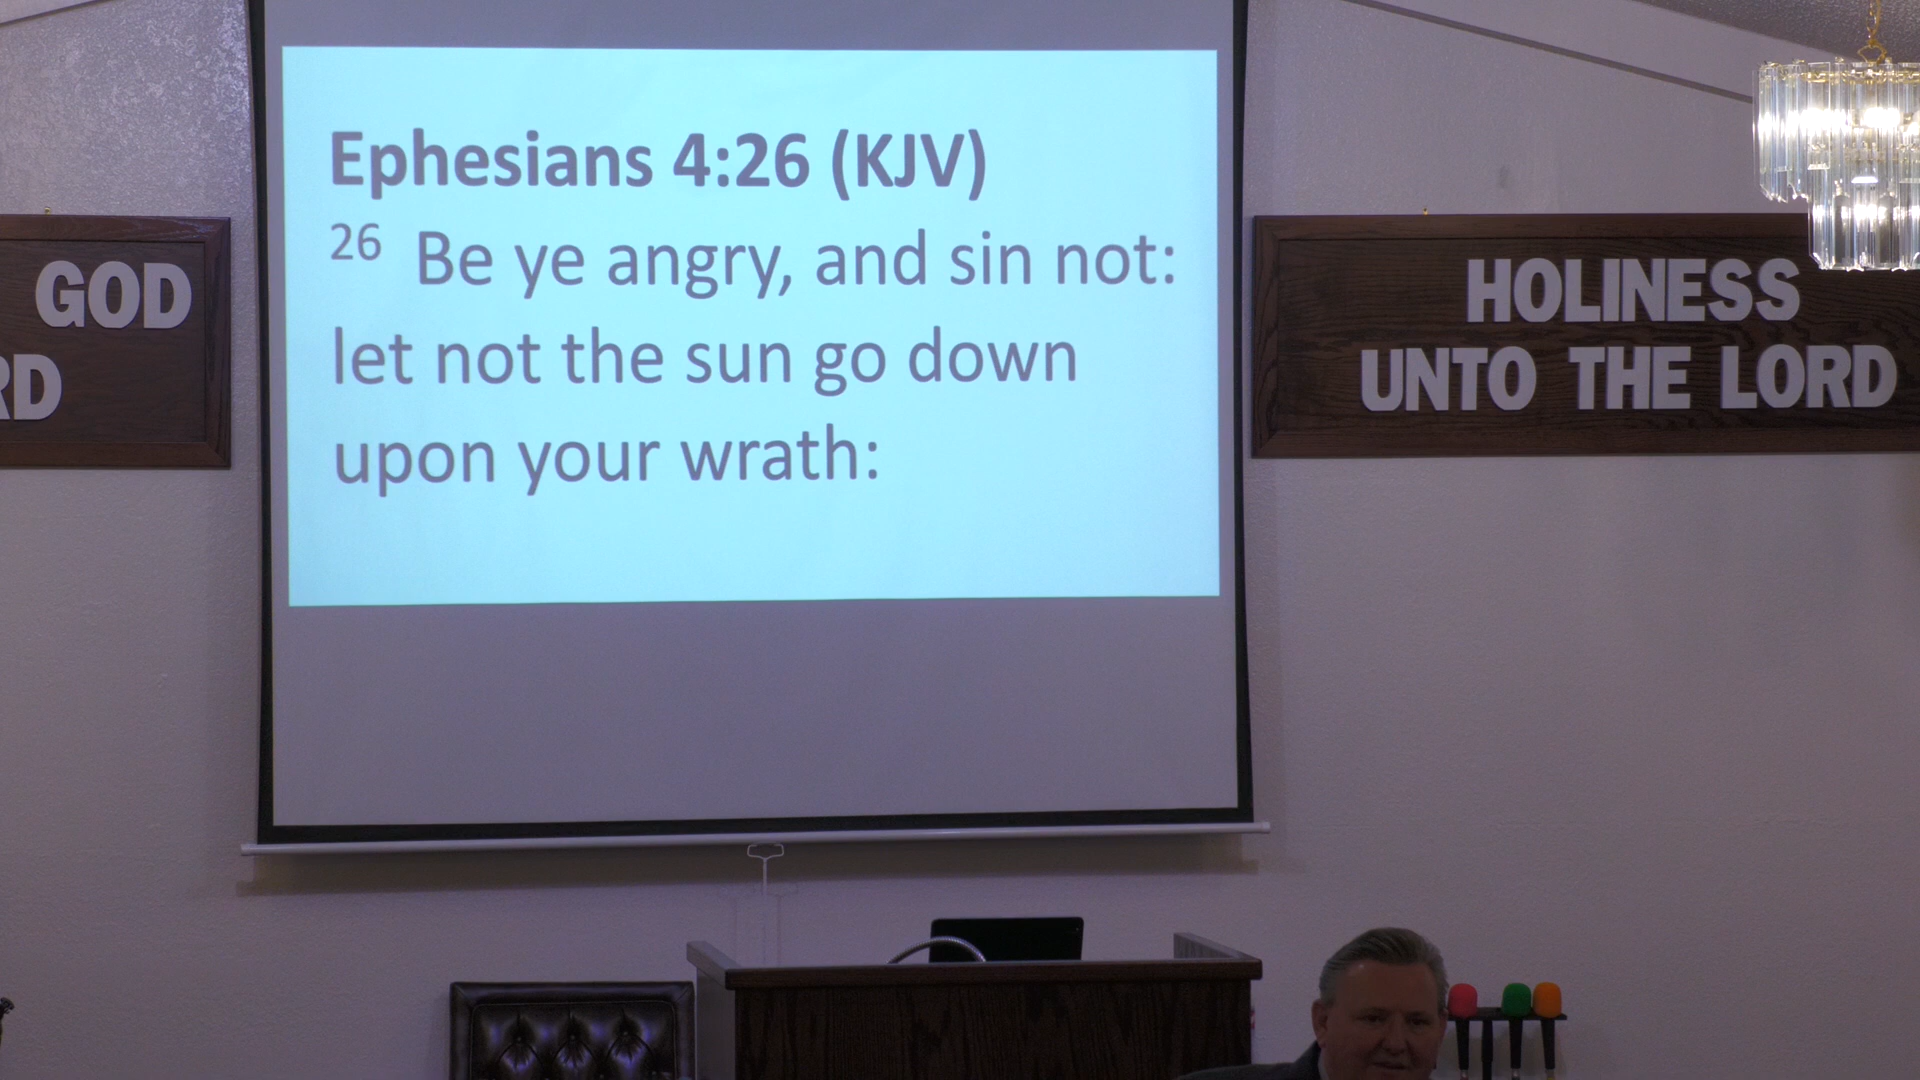 Ephesians 4:26 (KJV)
26 Be ye angry, and sin not:
let not the sun go down
upon your wrath:
GOD
HOLINESS
UNTO THE LORD